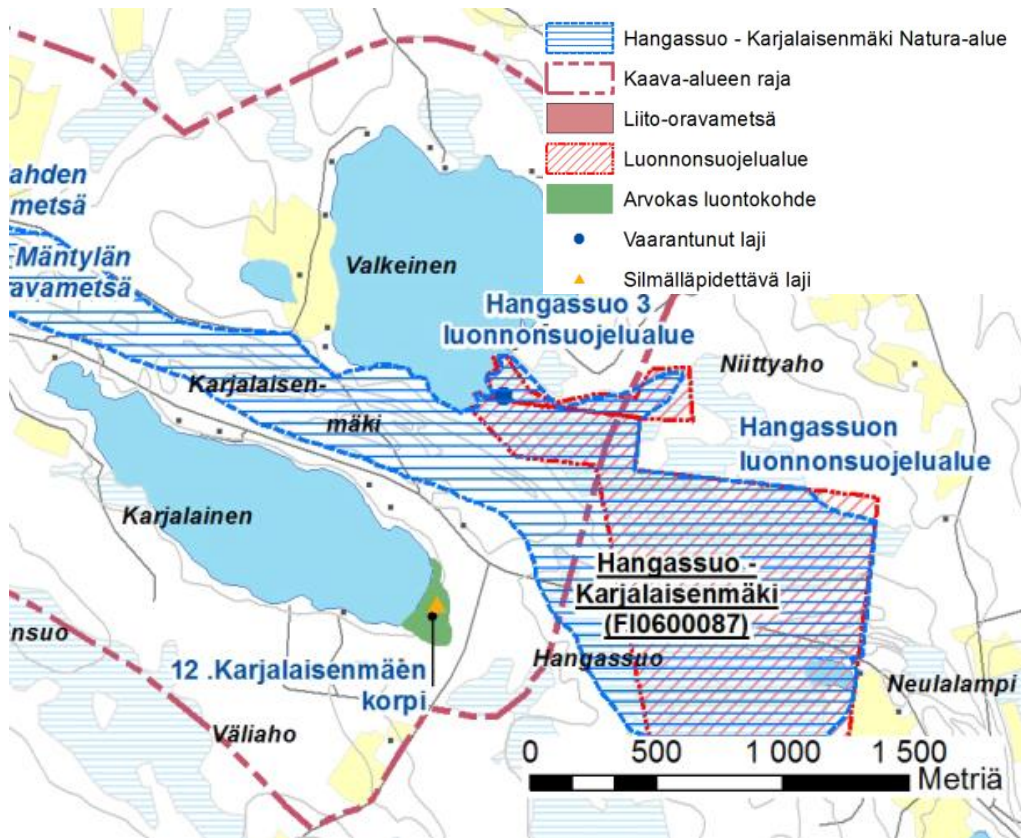 Hangassuo - Karjalaisenmäki Natura-alue
Kaava-alueen raja
Liito-oravametsä
Luonnonsuojelualue
Arvokas luontokohde
Vaarantunut laji
Silmälläpidettävä laji
ahden
metsä
-Mäntylän
avametsä
Valkeinen
Hangassuo 3
luonnonsuojelualue
Niittyaho
Karjalaisen-
mäki
Hangassuon
luonnonsuojelualue
Karjalainen
Hangassuo -
Karjalaisenmäki
(FI0600087)
nsuo
12 .Karjalaisenmäen
korpi
Hangassuo
Neulalampi
Väliaho
0 500 1 000 1 500
Metriä